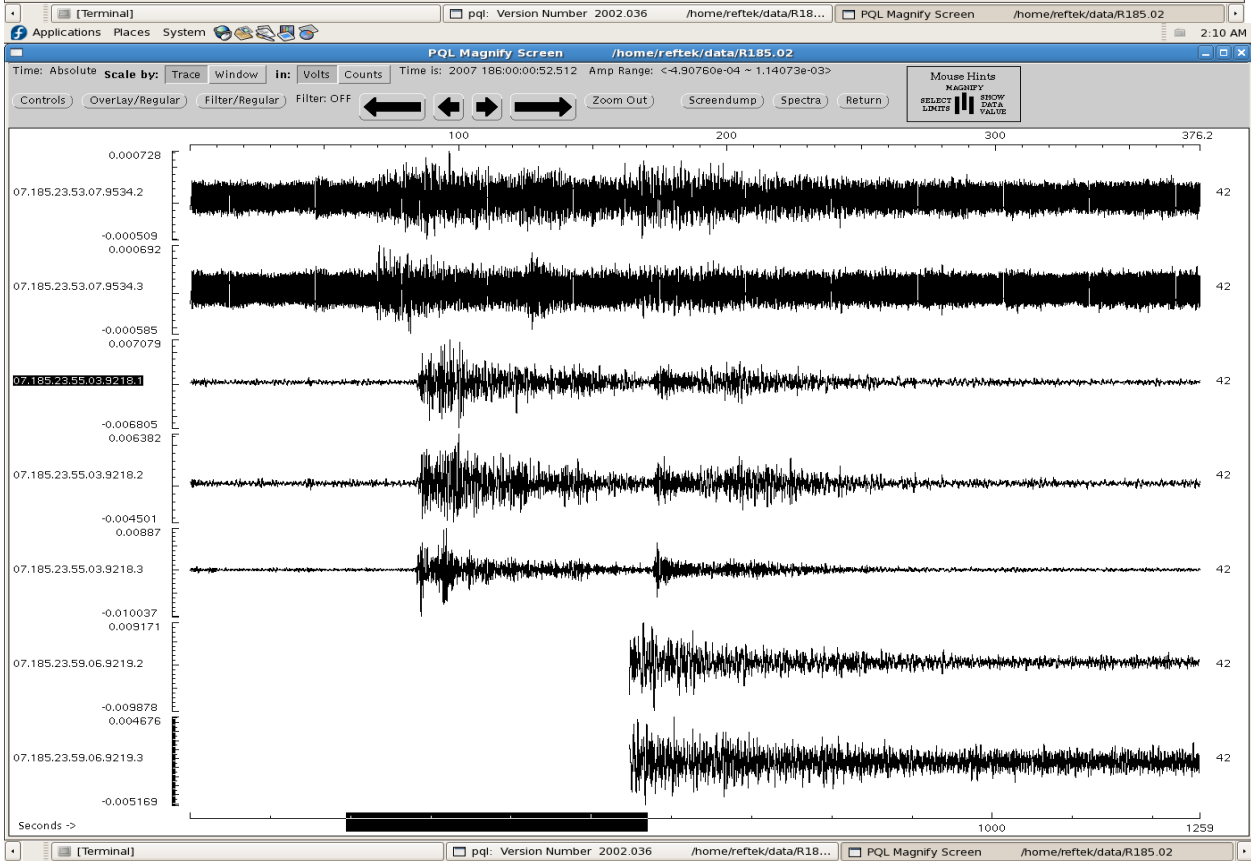 [Terminal] pql: Version Number 2002.036 /home/reftek/data/R18... PQL Magnify Screen /home/reftek/data/R185.02
Applications Places System 2:10 AM
PQL Magnify Screen /home/reftek/data/R185.02
Time: Absolute Scale by: Trace Window in: Volts Counts Time is: 2007 186:00:00:52.512 Amp Range: <-4.90760e-04 ~ 1.14073e-03>
Mouse Hints
MAGNIFY
SELECT LIMITS SHOW DATA VALUE
Controls OverLay/Regular Filter/Regular Filter: OFF Zoom Out Screendump Spectra Return
100 200 300 376.2
0.000728
07.185.23.53.07.9534.2 42
-0.000509
0.000692
07.185.23.53.07.9534.3 42
-0.000585
0.007079
07.185.23.55.03.9218.1 42
-0.006805
0.006382
07.185.23.55.03.9218.2 42
-0.004501
0.00887
07.185.23.55.03.9218.3 42
-0.010037
0.009171
07.185.23.59.06.9219.2 42
-0.009878
0.004676
07.185.23.59.06.9219.3 42
-0.005169
Seconds -> 1000 1259
[Terminal] pql: Version Number 2002.036 /home/reftek/data/R18... PQL Magnify Screen /home/reftek/data/R185.02